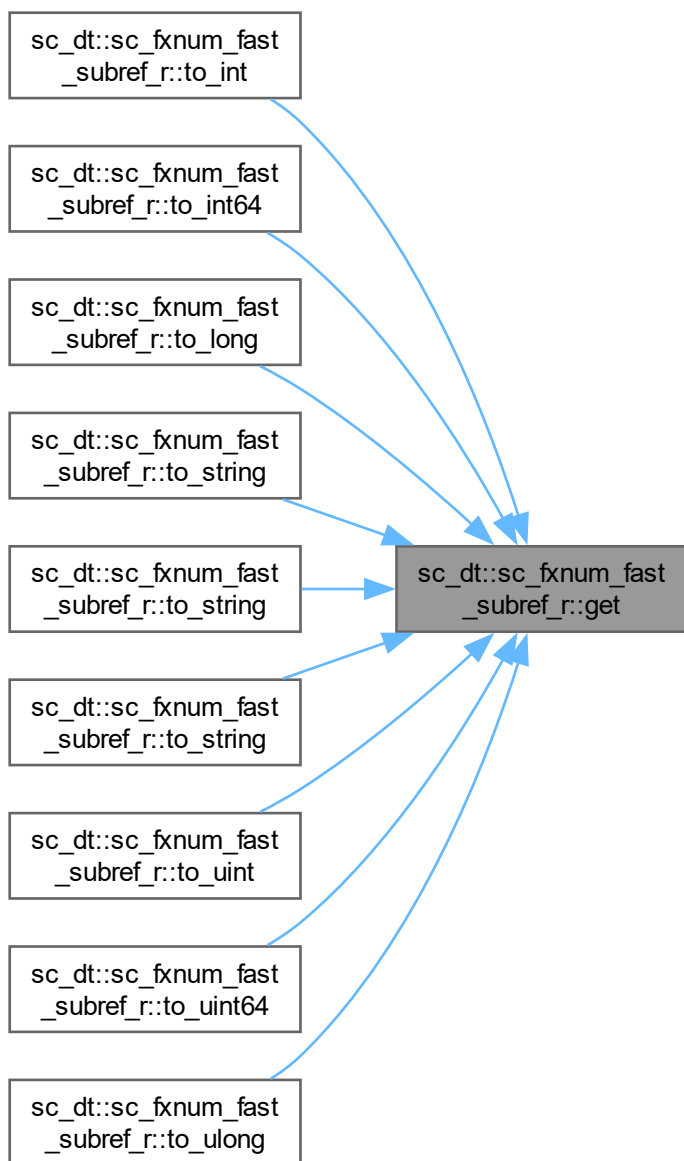 sc_dt::sc_fxnum_fast
_subref_r::to_int
sc_dt::sc_fxnum_fast
_subref_r::to_int64
sc_dt::sc_fxnum_fast
_subref_r::to_long
sc_dt::sc_fxnum_fast
_subref_r::to_string
sc_dt::sc_fxnum_fast
_subref_r::to_string
sc_dt::sc_fxnum_fast
_subref_r::get
sc_dt::sc_fxnum_fast
_subref_r::to_string
sc_dt::sc_fxnum_fast
_subref_r::to_uint
sc_dt::sc_fxnum_fast
_subref_r::to_uint64
sc_dt::sc_fxnum_fast
_subref_r::to_ulong